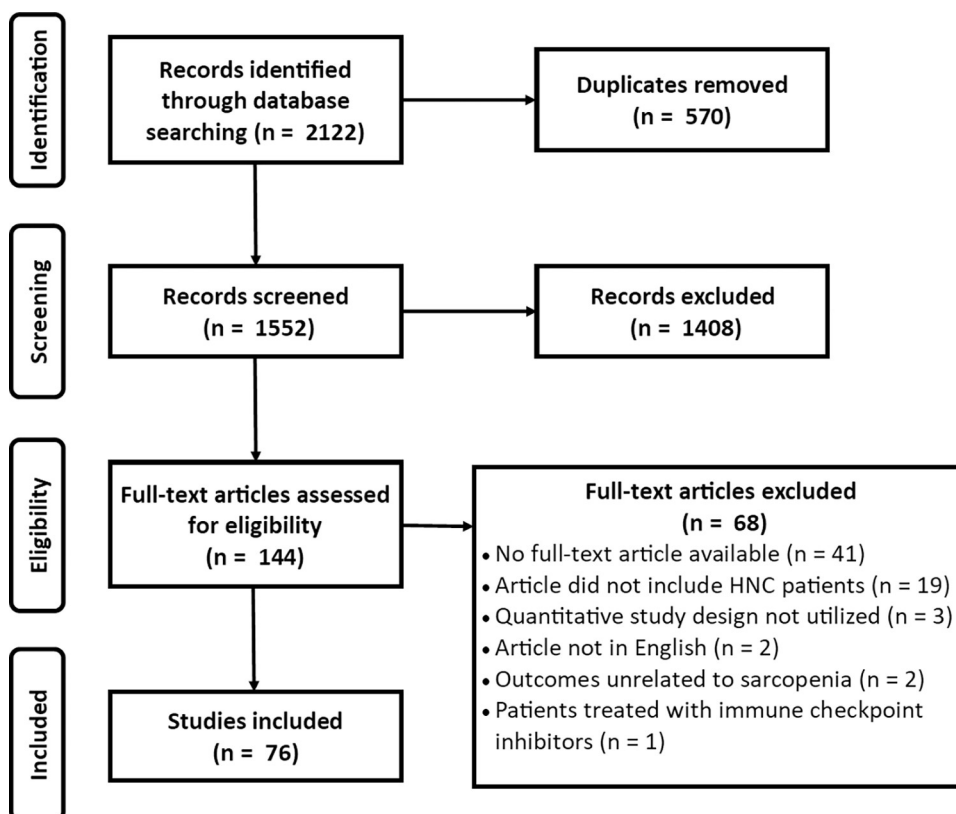 Identification
Records identified
through database
searching (n = 2122)
Duplicates removed
(n = 570)
Screening
Records screened
(n = 1552)
Records excluded
(n = 1408)
Eligibility
Full-text articles assessed
for eligibility
(n = 144)
Full-text articles excluded
(n = 68)
• No full-text article available (n = 41)
• Article did not include HNC patients (n = 19)
• Quantitative study design not utilized (n = 3)
• Article not in English (n = 2)
• Outcomes unrelated to sarcopenia (n = 2)
• Patients treated with immune checkpoint
inhibitors (n = 1)
Included
Studies included
(n = 76)